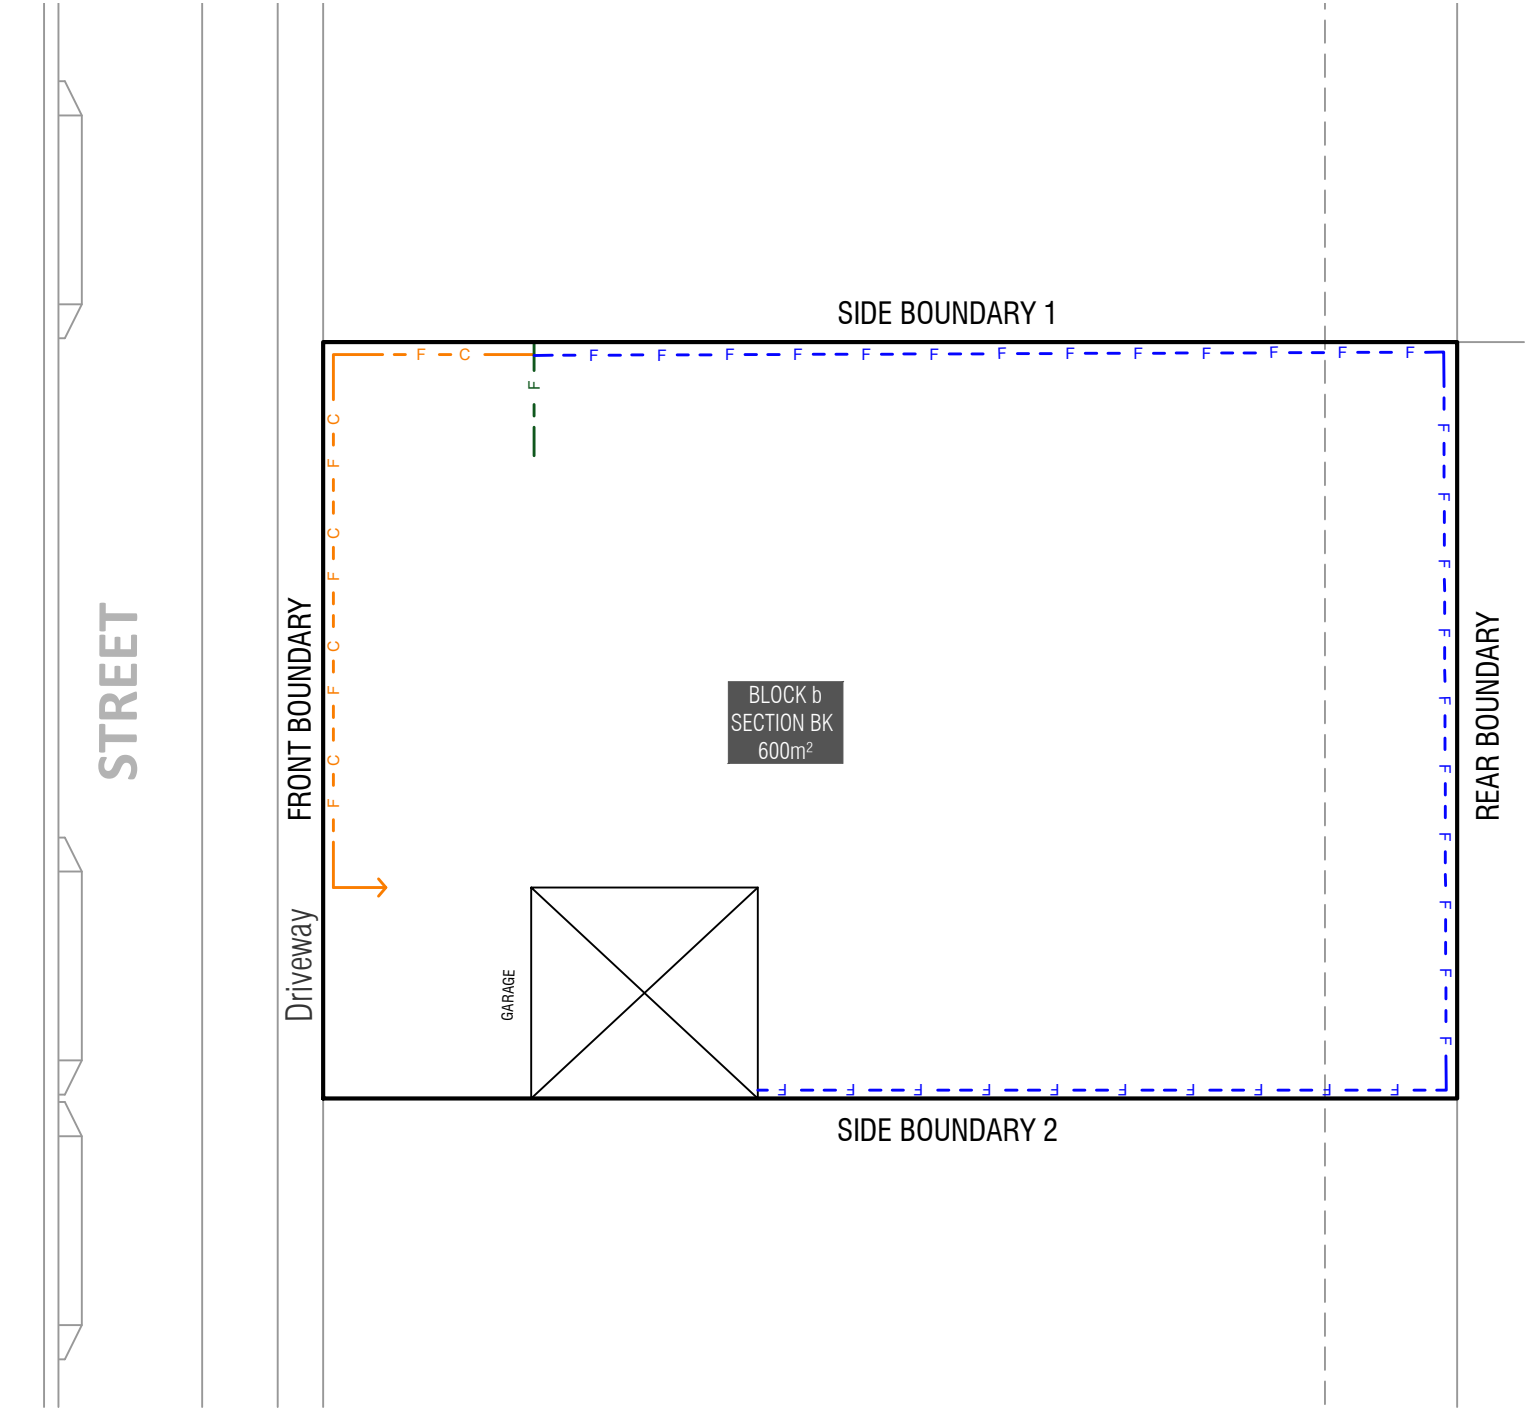 SIDE BOUNDARY 1
F C F F F F F F F F F F F F F
F
C
F
C
F
C
F
C
F
F
F
F
F
F
F
F
F
F
F
STREET
FRONT BOUNDARY
BLOCK b
SECTION BK
600m²
REAR BOUNDARY
Driveway
GARAGE
F F F F F F F F F F
SIDE BOUNDARY 2